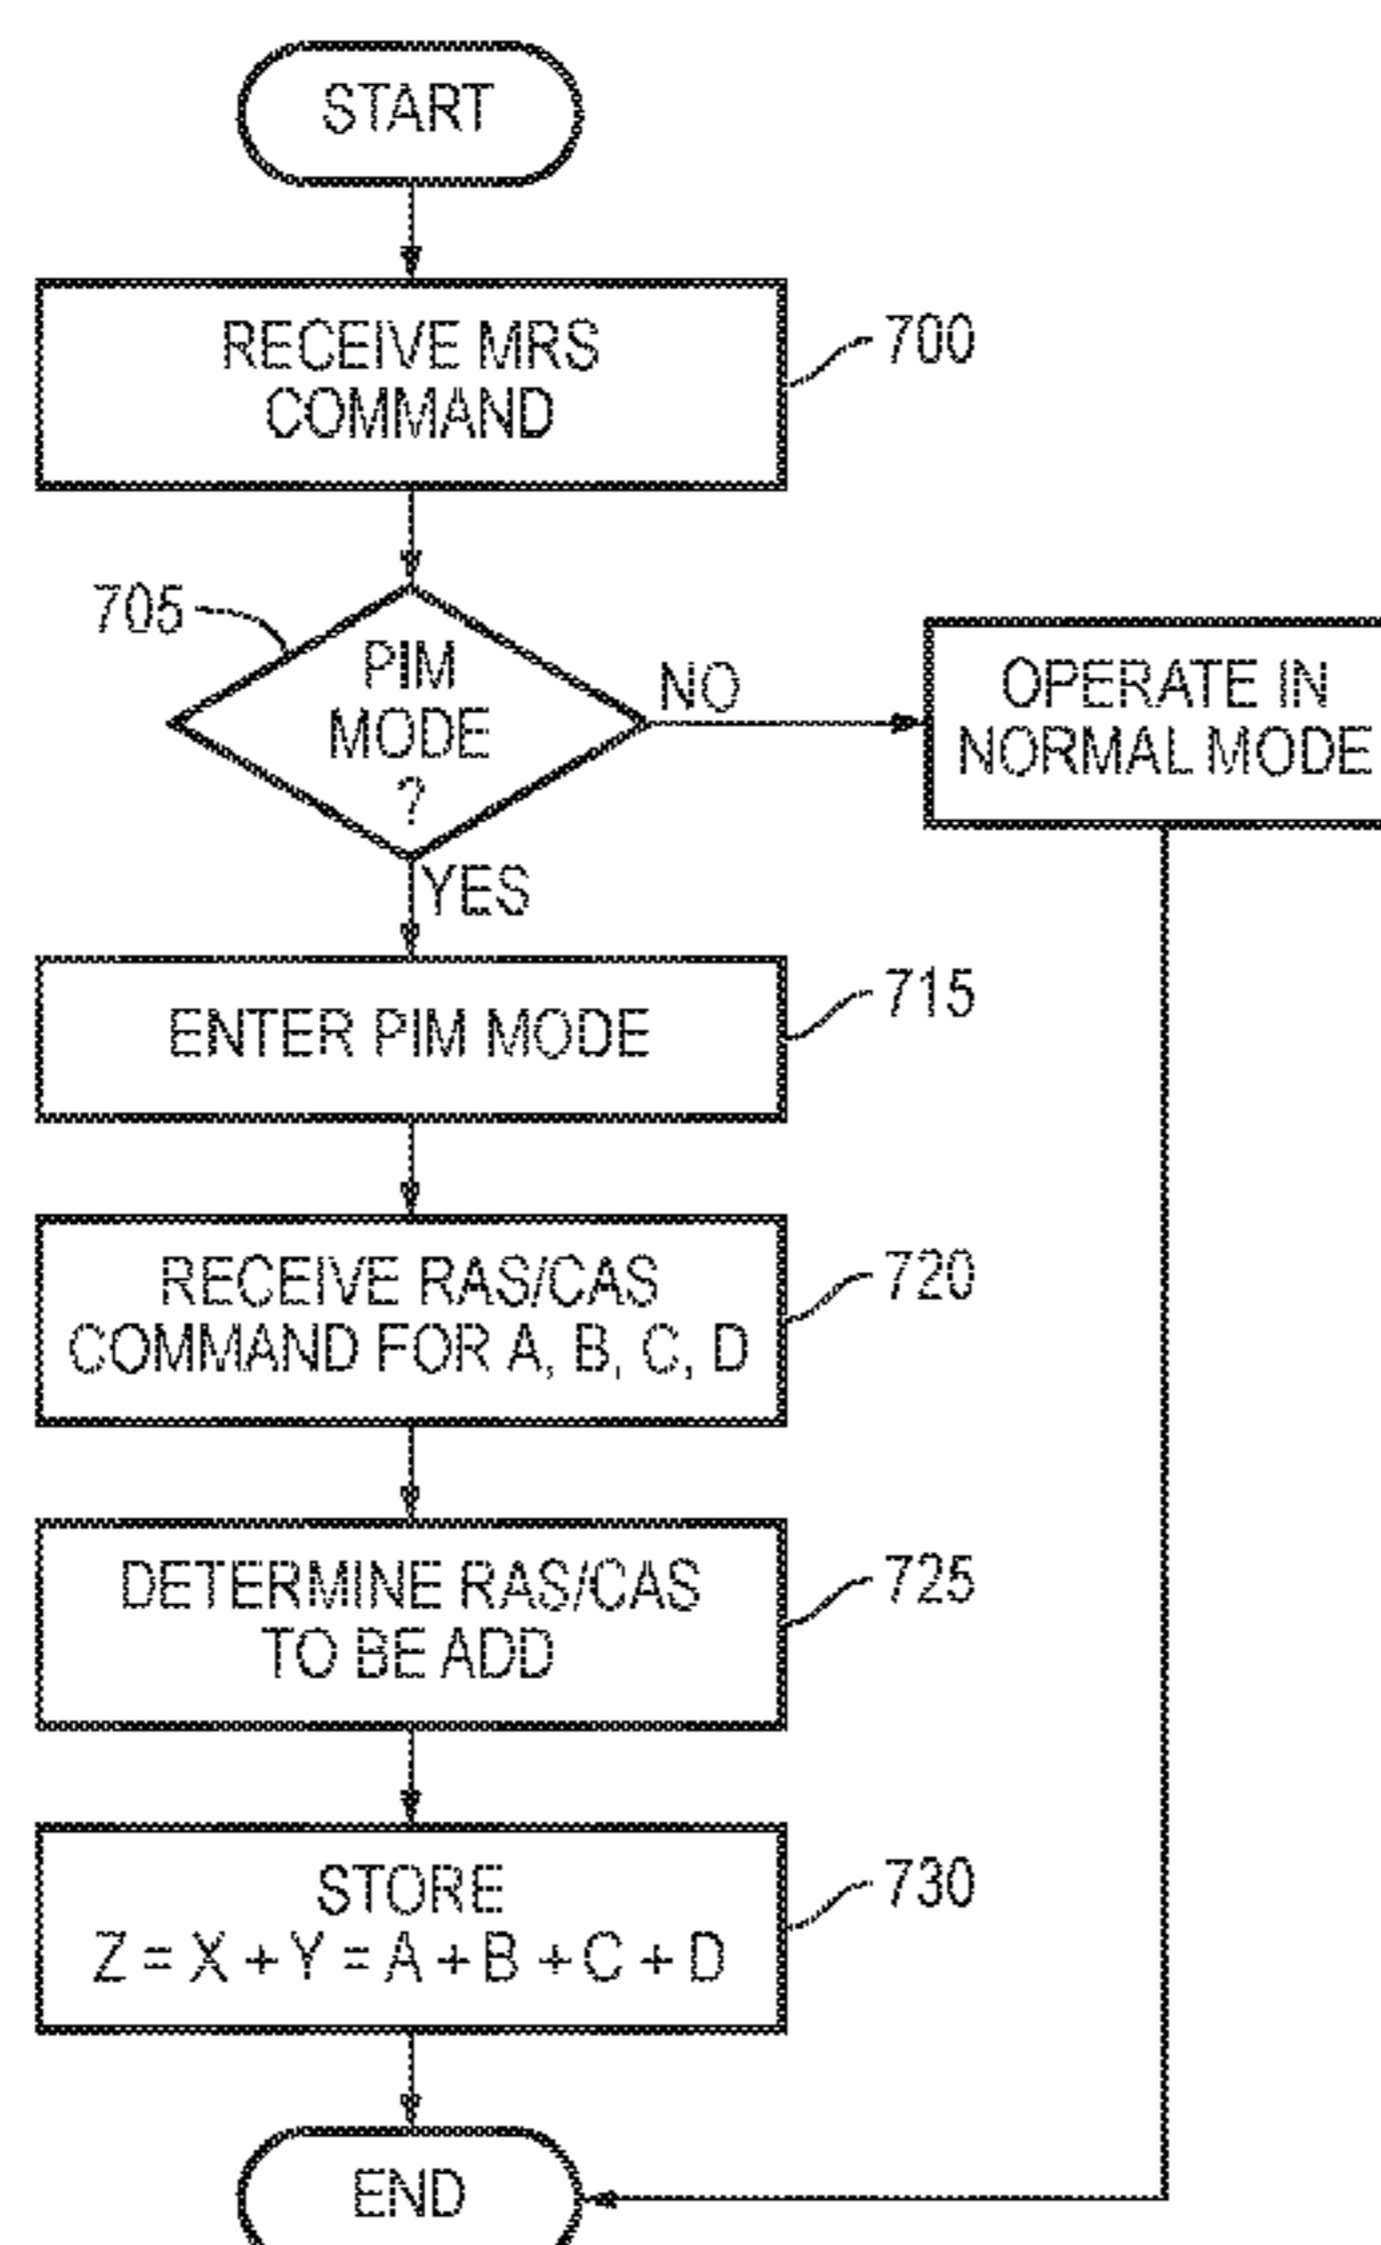 START
RECEIVE MRS
COMMAND
700
705
PIM
MODE
?
NO
OPERATE IN
NORMAL MODE
YES
ENTER PIM MODE
715
RECEIVE RAS/CAS
COMMAND FOR A, B, C, D
720
DETERMINE RAS/CAS
TO BE ADD
725
STORE
Z = X + Y = A + B + C + D
730
END